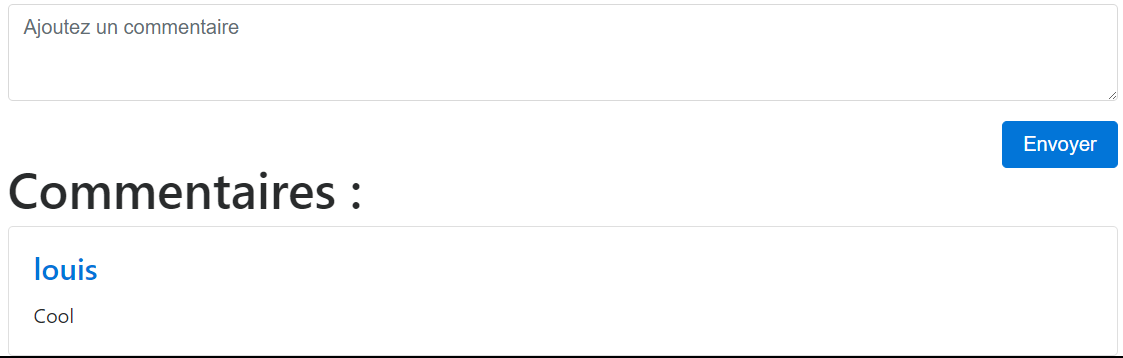 Ajoutez un commentaire
Envoyer
Commentaires :
louis
Cool